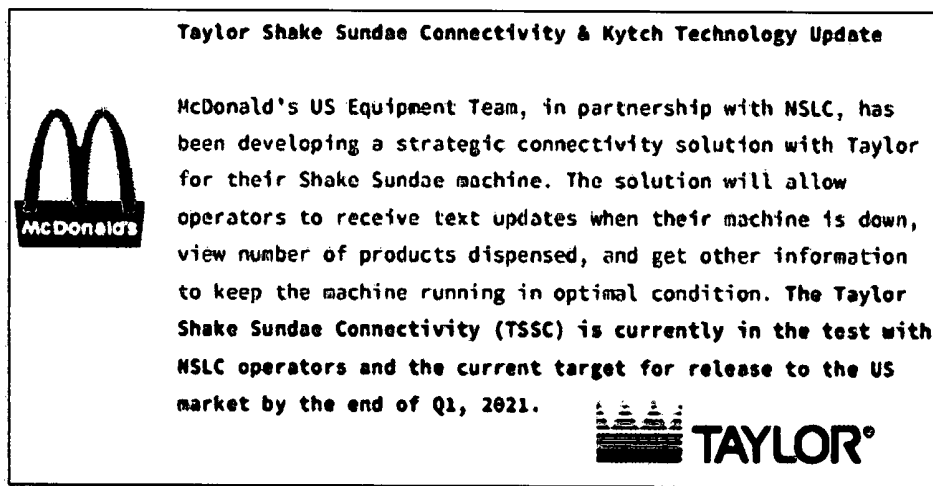 Taylor Shake Sundae Connectivity & Kytch Technology Update
McDonald's US Equipment Team, in partnership with NSLC, has
been developing a strategic connectivity solution with Taylor
for their Shake Sundae machine. The solution will allow
operators to receive text updates when their machine is down,
view number of products dispensed, and get other information
to keep the machine running in optimal condition. The Taylor
Shake Sundae Connectivity (TSSC) is currently in the test with
NSLC operators and the current target for release to the US
market by the end of Q1, 2021.
McDonald's
TAYLOR®